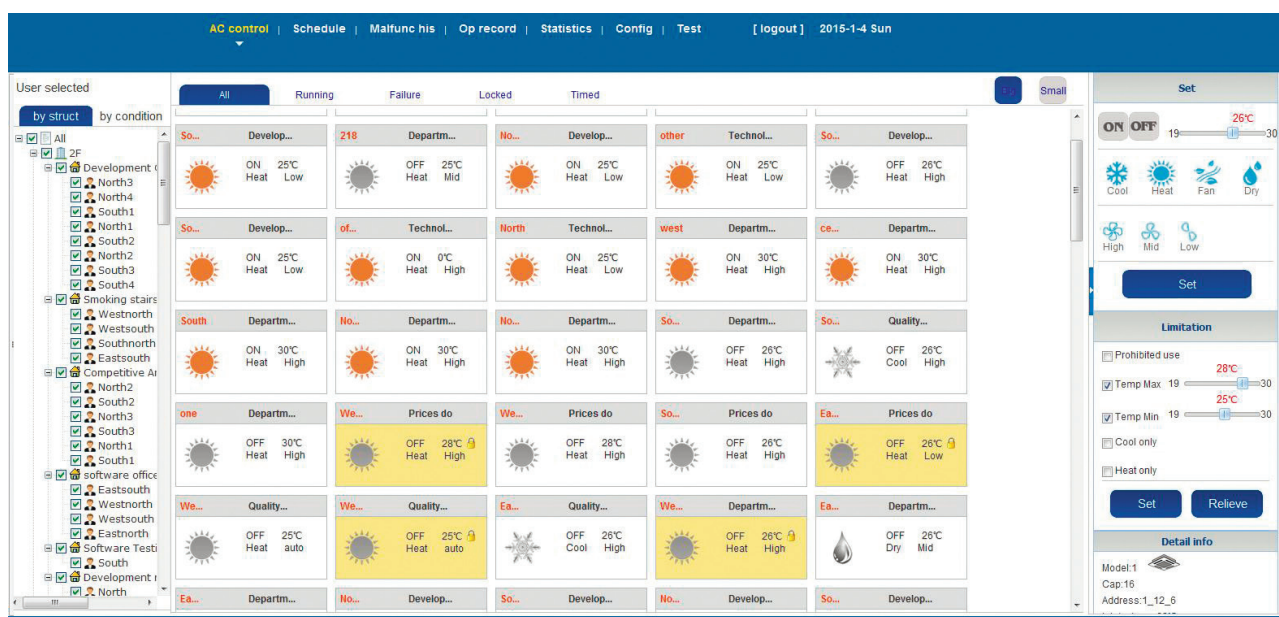 AC control | Schedule | Malfunc his | Op record | Statistics | Config | Test [ logout ] 2015-1-4 Sun
User selected
by struct by condition
All
2F
Development
North3
North4
South1
North1
South2
North2
South3
South4
Smoking stairs
Westnorth
Westsouth
Southnorth
Eastsouth
Competitive
North2
South2
North3
South3
North1
South1
software office
Eastsouth
Westnorth
Westsouth
Eastnorth
Software Testi
South
Development
North
All Running Failure Locked Timed Small
So... Develop... 218 Departm... No... Develop... other Technol... So... Develop...
ON 25℃ OFF 25℃ ON 25℃ ON 25℃ OFF 26℃
Heat Low Heat Mid Heat Low Heat Low Heat High
So... Develop... of... Technol... North Technol... west Departm... ce... Departm...
ON 25℃ ON 0℃ ON 25℃ ON 30℃ ON 30℃
Heat Low Heat High Heat Low Heat High Heat High
South Departm... No... Departm... No... Departm... So... Departm... So... Quality...
ON 30℃ ON 30℃ ON 30℃ OFF 26℃ OFF 26℃
Heat High Heat High Heat High Heat High Cool High
one Departm... We... Prices do We... Prices do So... Prices do Ea... Prices do
OFF 30℃ OFF 28℃ OFF 28℃ OFF 26℃ OFF 26℃
Heat High Heat High Heat High Heat High Heat Low
We... Quality... We... Quality... Ea... Quality... We... Departm... Ea... Departm...
OFF 25℃ OFF 25℃ OFF 26℃ OFF 26℃ OFF 26℃
Heat auto Heat auto Cool High Heat High Dry Mid
Ea... Departm... No... Develop... So... Develop... No... Develop... So... Develop...
Set
26℃
ON OFF 19 30
Cool Heat Fan Dry
High Mid Low
Set
Limitation
Prohibited use
28℃
Temp Max 19 30
25℃
Temp Min 19 30
Cool only
Heat only
Set Relieve
Detail info
Model:1
Cap:16
Address:1_12_6